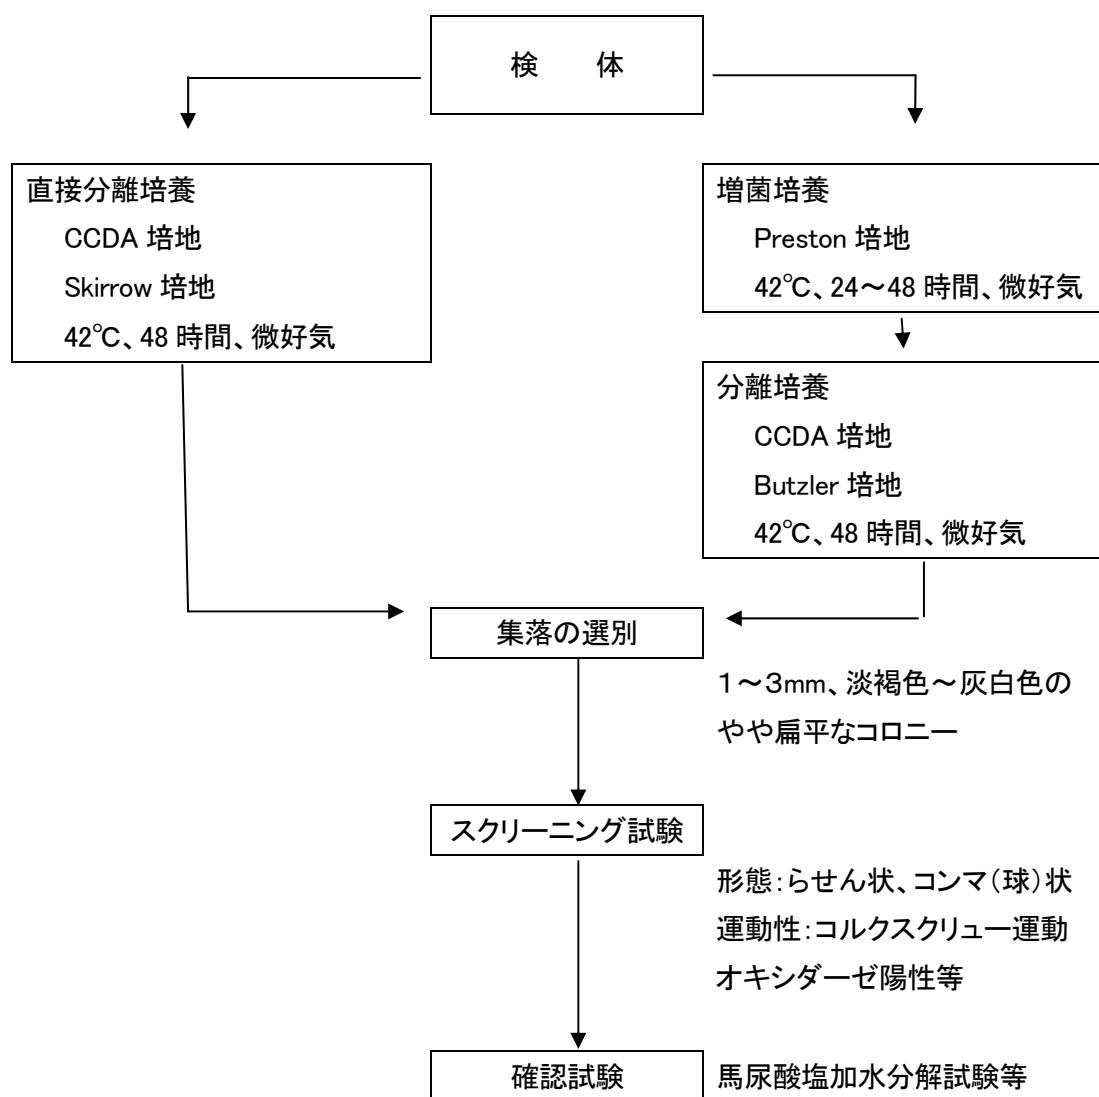 検　　体
直接分離培養
CCDA 培地
Skirrow 培地
42℃、48 時間、微好気
増菌培養
Preston 培地
42℃、24～48 時間、微好気
分離培養
CCDA 培地
Butzler 培地
42℃、48 時間、微好気
集落の選別
１～３mm、淡褐色～灰白色の
やや扁平なコロニー
スクリーニング試験
形態：らせん状、コンマ（球）状
運動性：コルクスクリュー運動
オキシダーゼ陽性等
確認試験
馬尿酸塩加水分解試験等